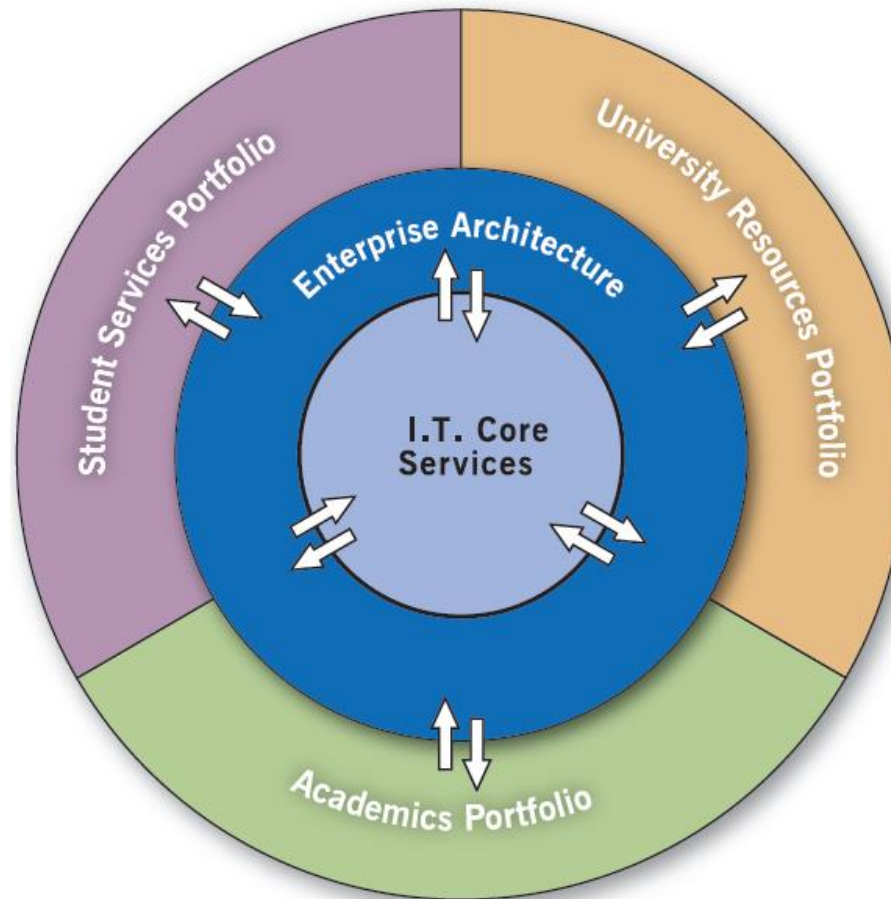 Student Services Portfolio
University Resources Portfolio
Enterprise Architecture
I.T. Core
Services
Academics Portfolio